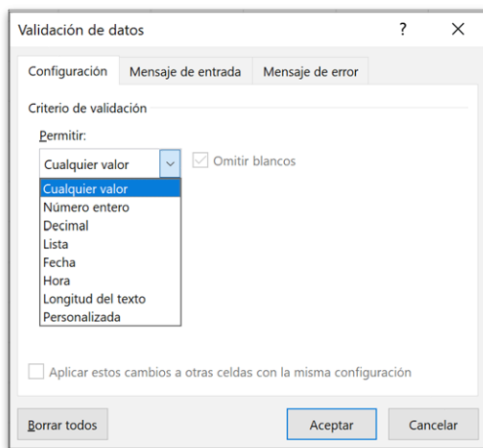 Validación de datos ?
Configuración Mensaje de entrada Mensaje de error
Criterio de validación
Permitir:
Cualquier valor Omitir blancos
Cualquier valor
Número entero
Decimal
Lista
Fecha
Hora
Longitud del texto
Personalizada
Aplicar estos cambios a otras celdas con la misma configuración
Borrar todos Aceptar Cancelar